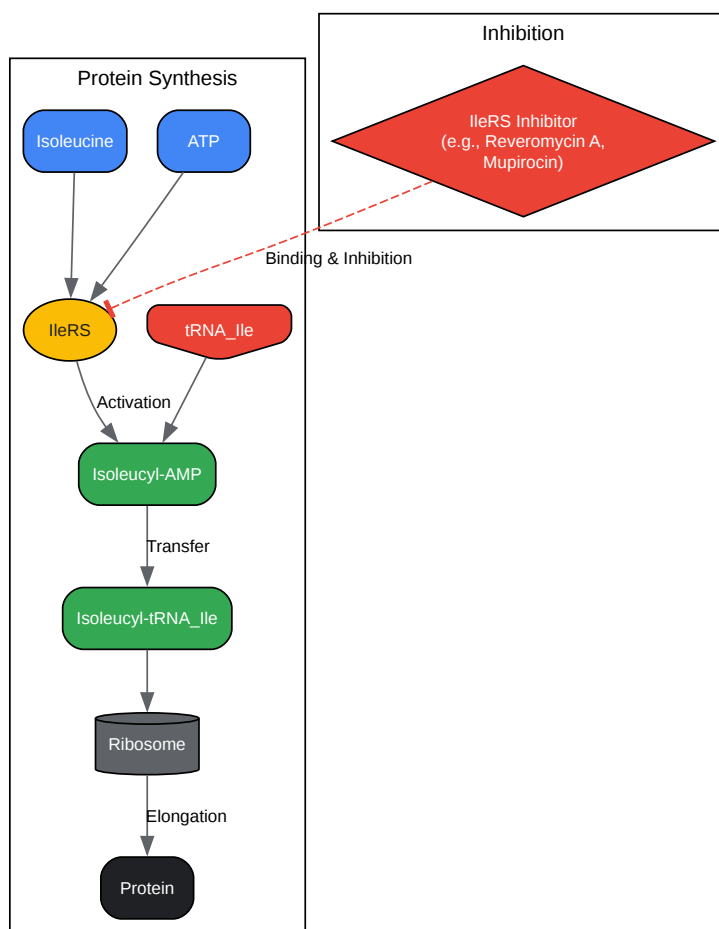 Inhibition
IleRS Inhibitor
(e.g., Reveromycin A,
Mupirocin)
Protein Synthesis
Isoleucine
ATP
Binding & Inhibition
IleRS
tRNA_Ile
Activation
Isoleucyl-AMP
Transfer
Isoleucyl-tRNA_Ile
Ribosome
Elongation
Protein